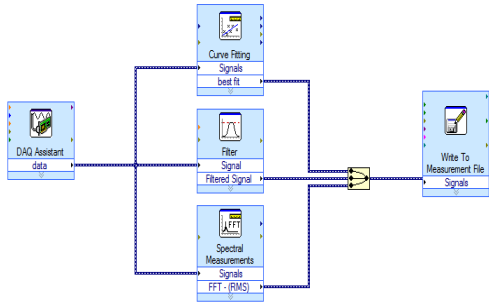 DAQ Assistant
data
Curve Fitting
Signals
best fit
Filter
Signal
Filtered Signal
FFT
Spectral
Measurements
Signals
FFT - (RMS)
Write To
Measurement File
Signals